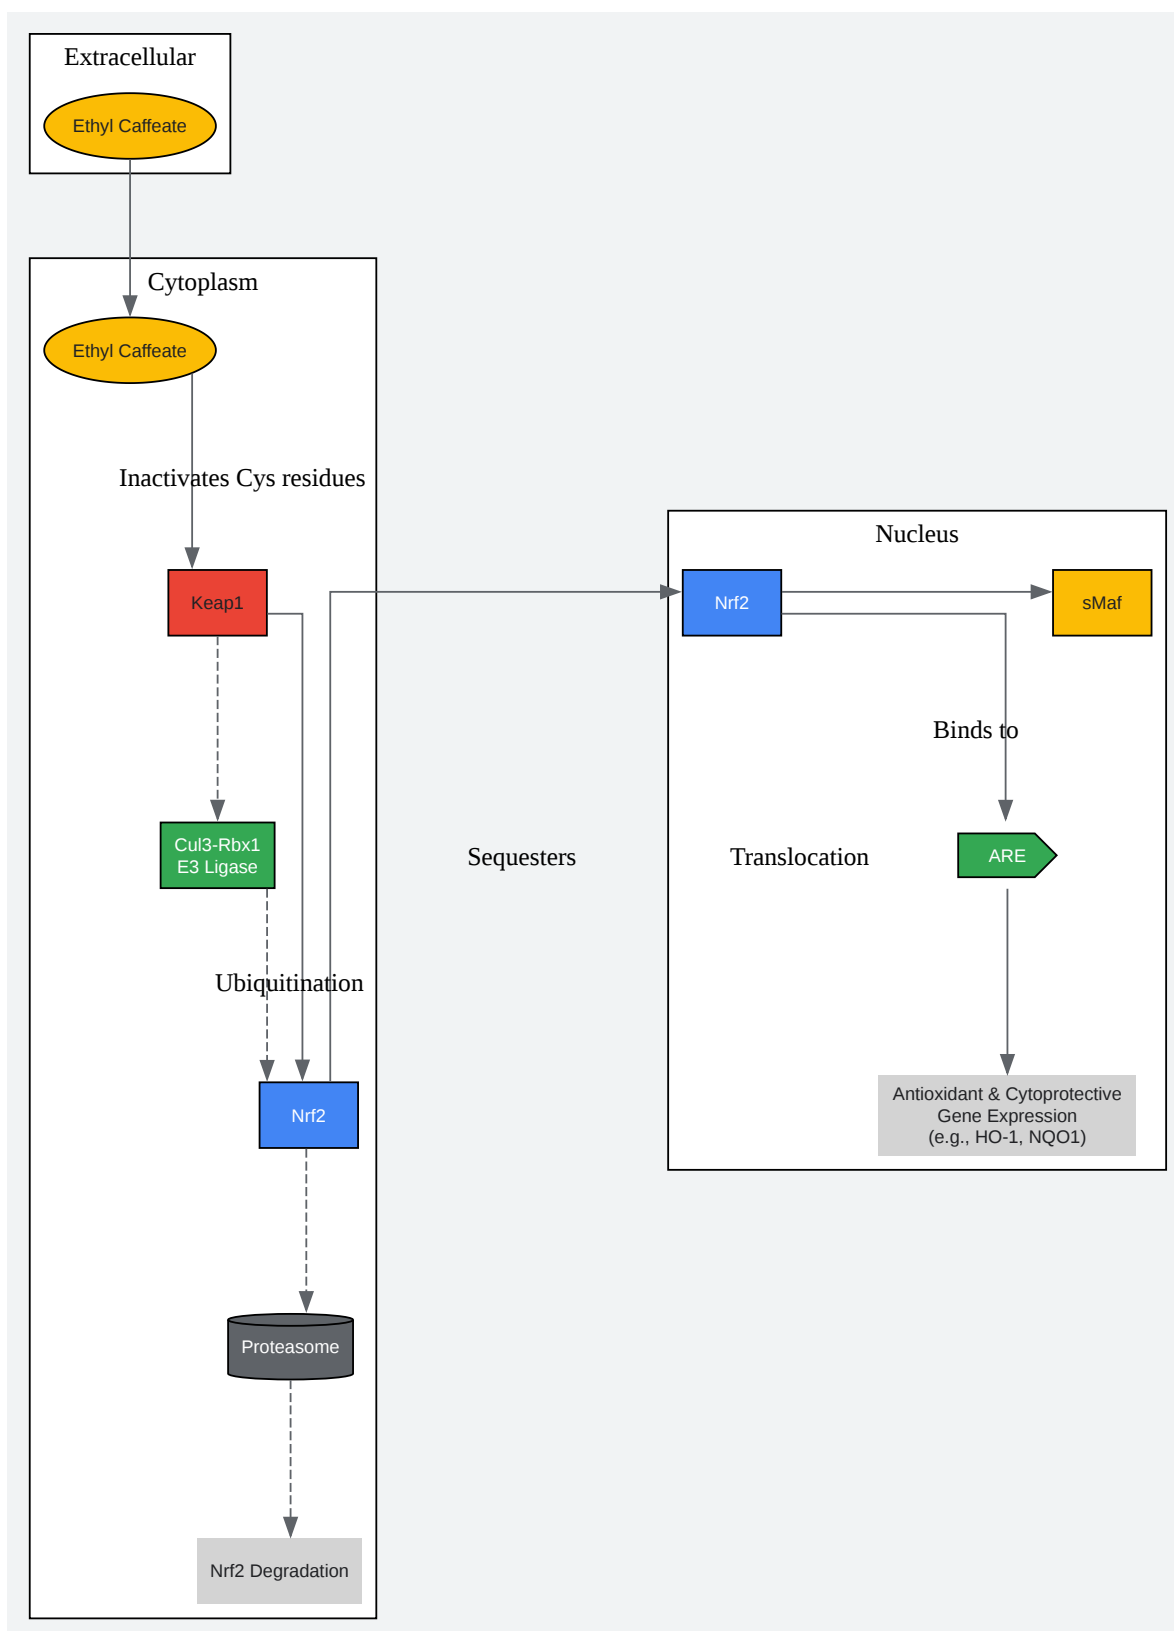 Extracellular
Ethyl Caffeate
Cytoplasm
Ethyl Caffeate
Inactivates Cys residues
Keap1
Cul3-Rbx1
E3 Ligase
Ubiquitination
Nrf2
Proteasome
Nrf2 Degradation
Sequesters
Nucleus
Nrf2
sMaf
Binds to
Translocation
ARE
Antioxidant & Cytoprotective
Gene Expression
(e.g., HO-1, NQO1)